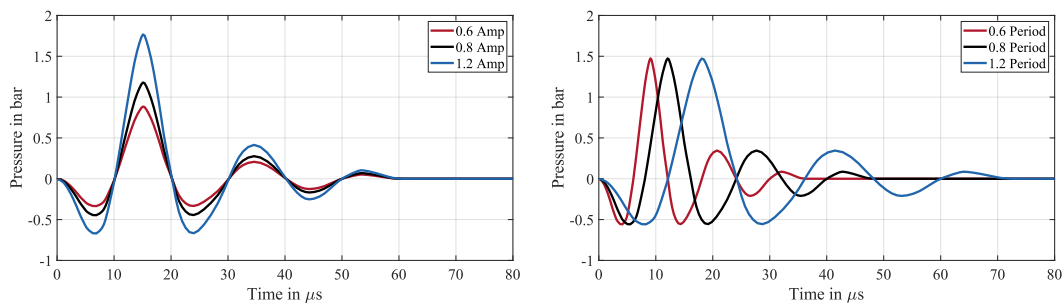 2
1.5
1
0.5
0
-0.5
-1
Pressure in bar
0 10 20 30 40 50 60 70 80
Time in μs
0.6 Amp
0.8 Amp
1.2 Amp
2
1.5
1
0.5
0
-0.5
-1
Pressure in bar
0 10 20 30 40 50 60 70 80
Time in μs
0.6 Period
0.8 Period
1.2 Period